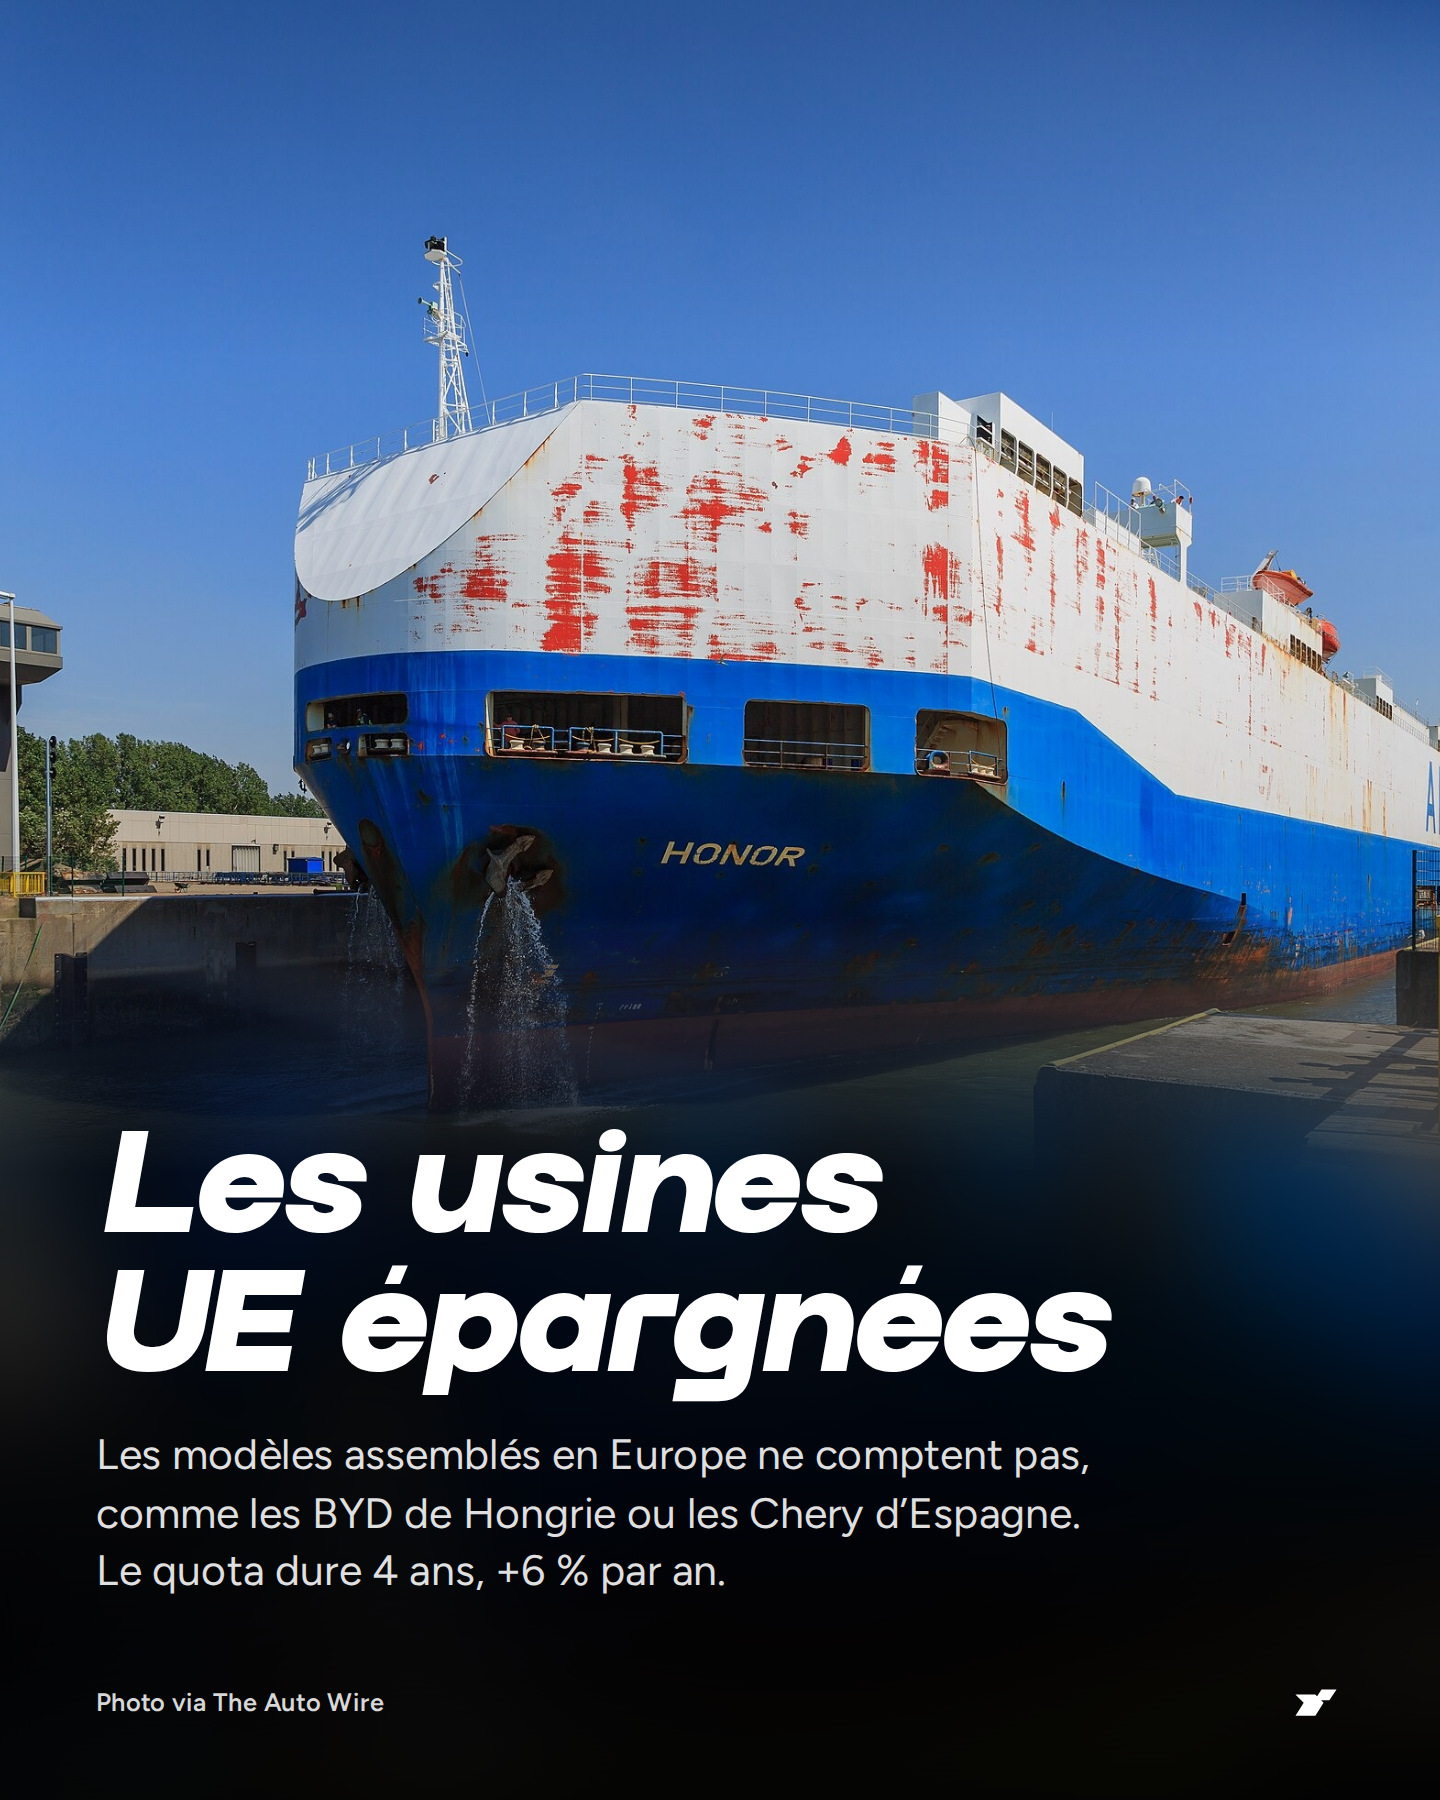 HONOR
Les usines
UE épargnées
Les modèles assemblés en Europe ne comptent pas,
comme les BYD de Hongrie ou les Chery d’Espagne.
Le quota dure 4 ans, +6 % par an.
Photo via The Auto Wire